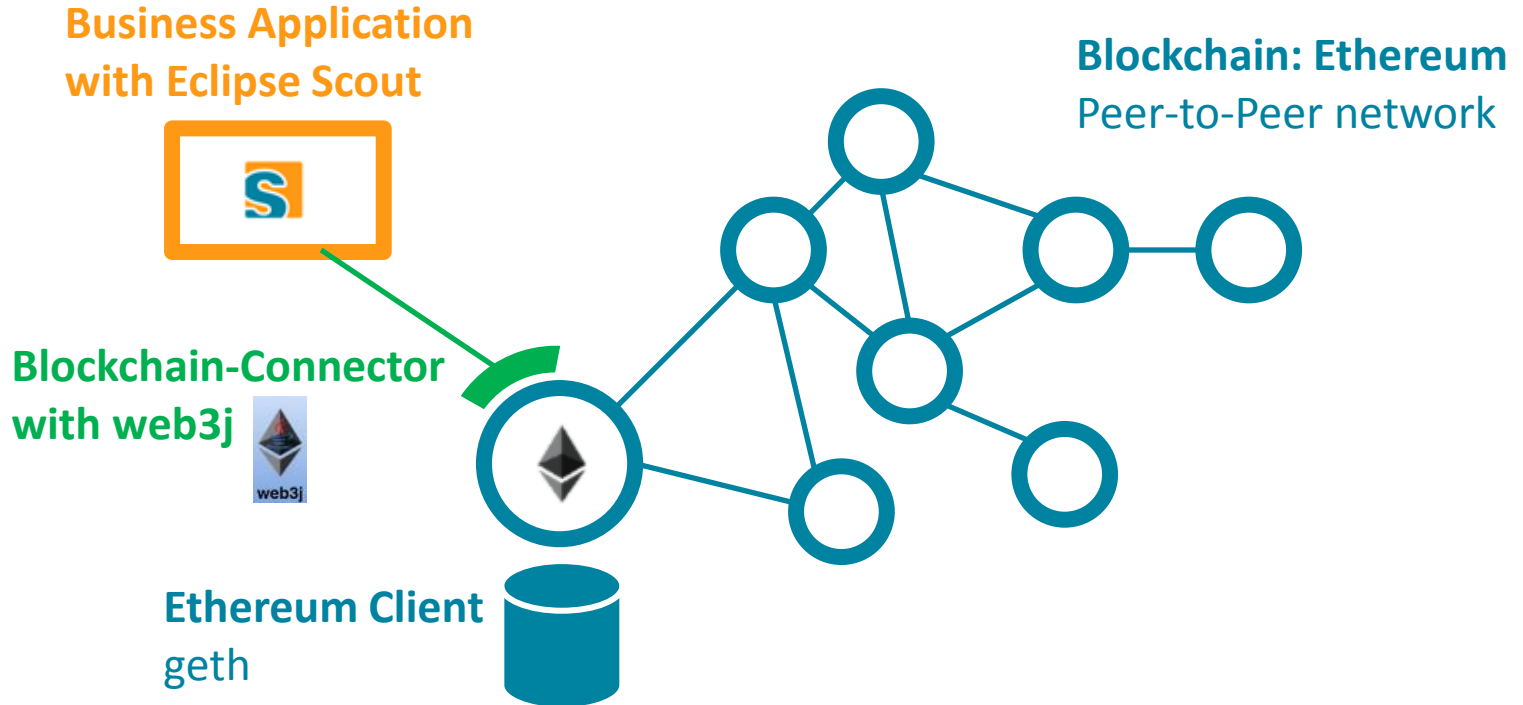 Business Application
with Eclipse Scout
Blockchain: Ethereum
Peer-to-Peer network
S
Blockchain-Connector
with web3j
web3j
Ethereum Client
geth